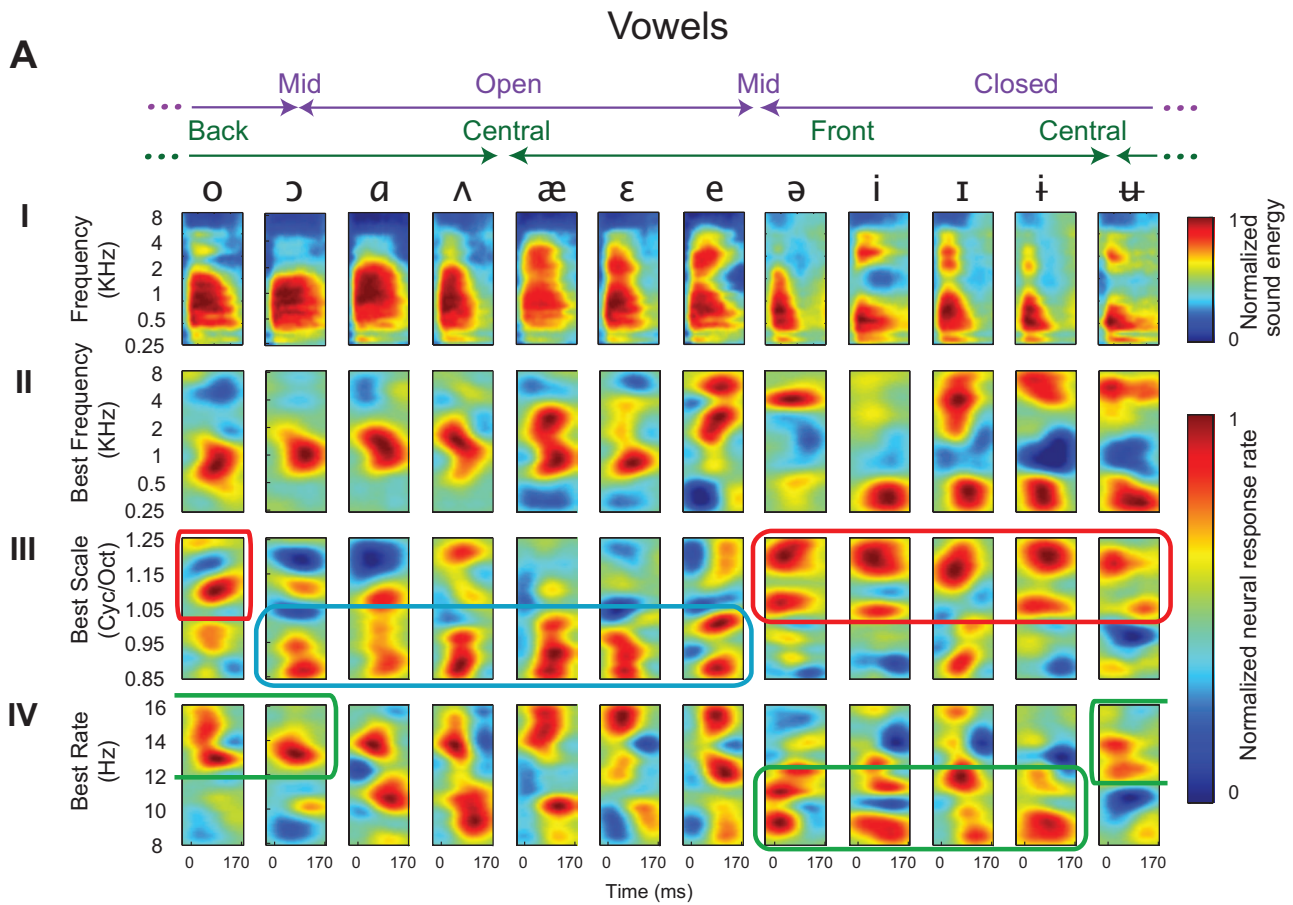 Vowels
A
Mid Open Mid Closed
Back Central Front Central
o ɔ ɑ ʌ æ ɛ e ə i ɪ ɨ ʉ
I
Frequency
(KHz)
8
4
2
1
0.5
0.25
1
0
Normalized
sound energy
II
Best Frequency
(KHz)
8
4
2
1
0.5
0.25
III
Best Scale
(Cyc/Oct)
1.25
1.15
1.05
0.95
0.85
IV
Best Rate
(Hz)
16
14
12
10
8
1
0
Normalized neural response rate
0 170 0 170 0 170 0 170 0 170 0 170 0 170 0 170 0 170 0 170 0 170 0 170
Time (ms)